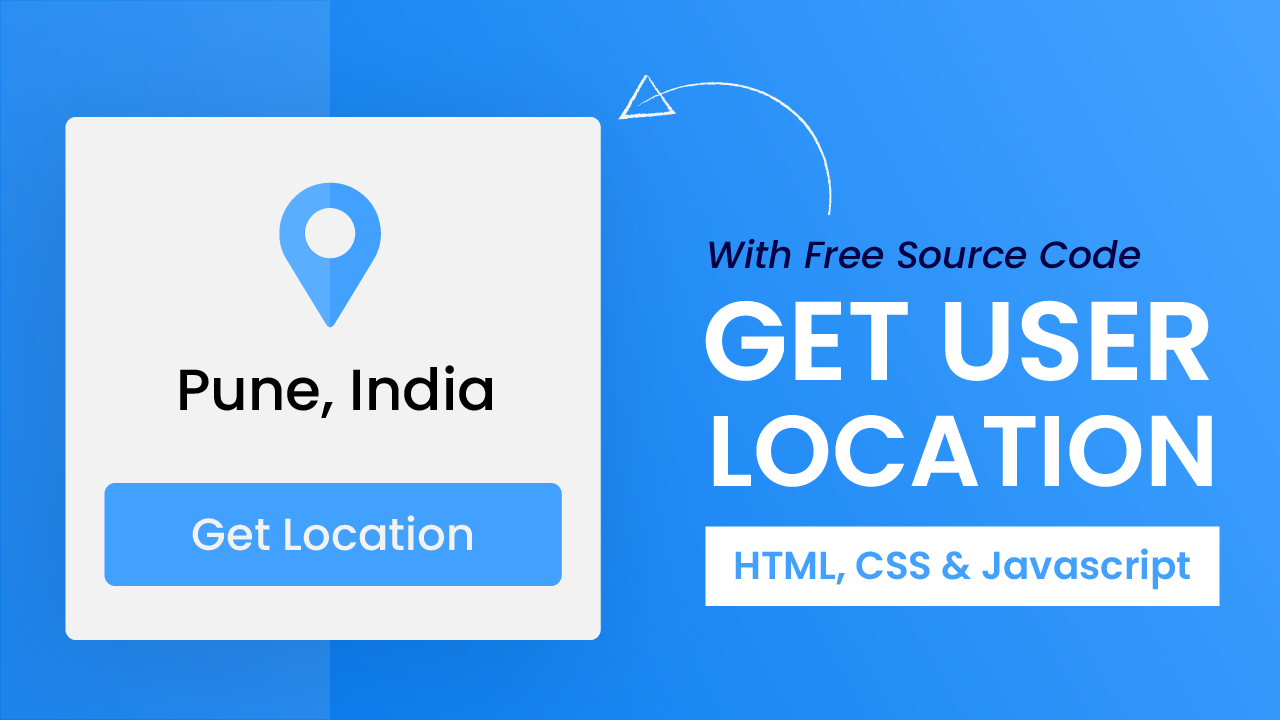 Pune, India
Get Location
With Free Source Code
GET USER
LOCATION
HTML, CSS & Javascript